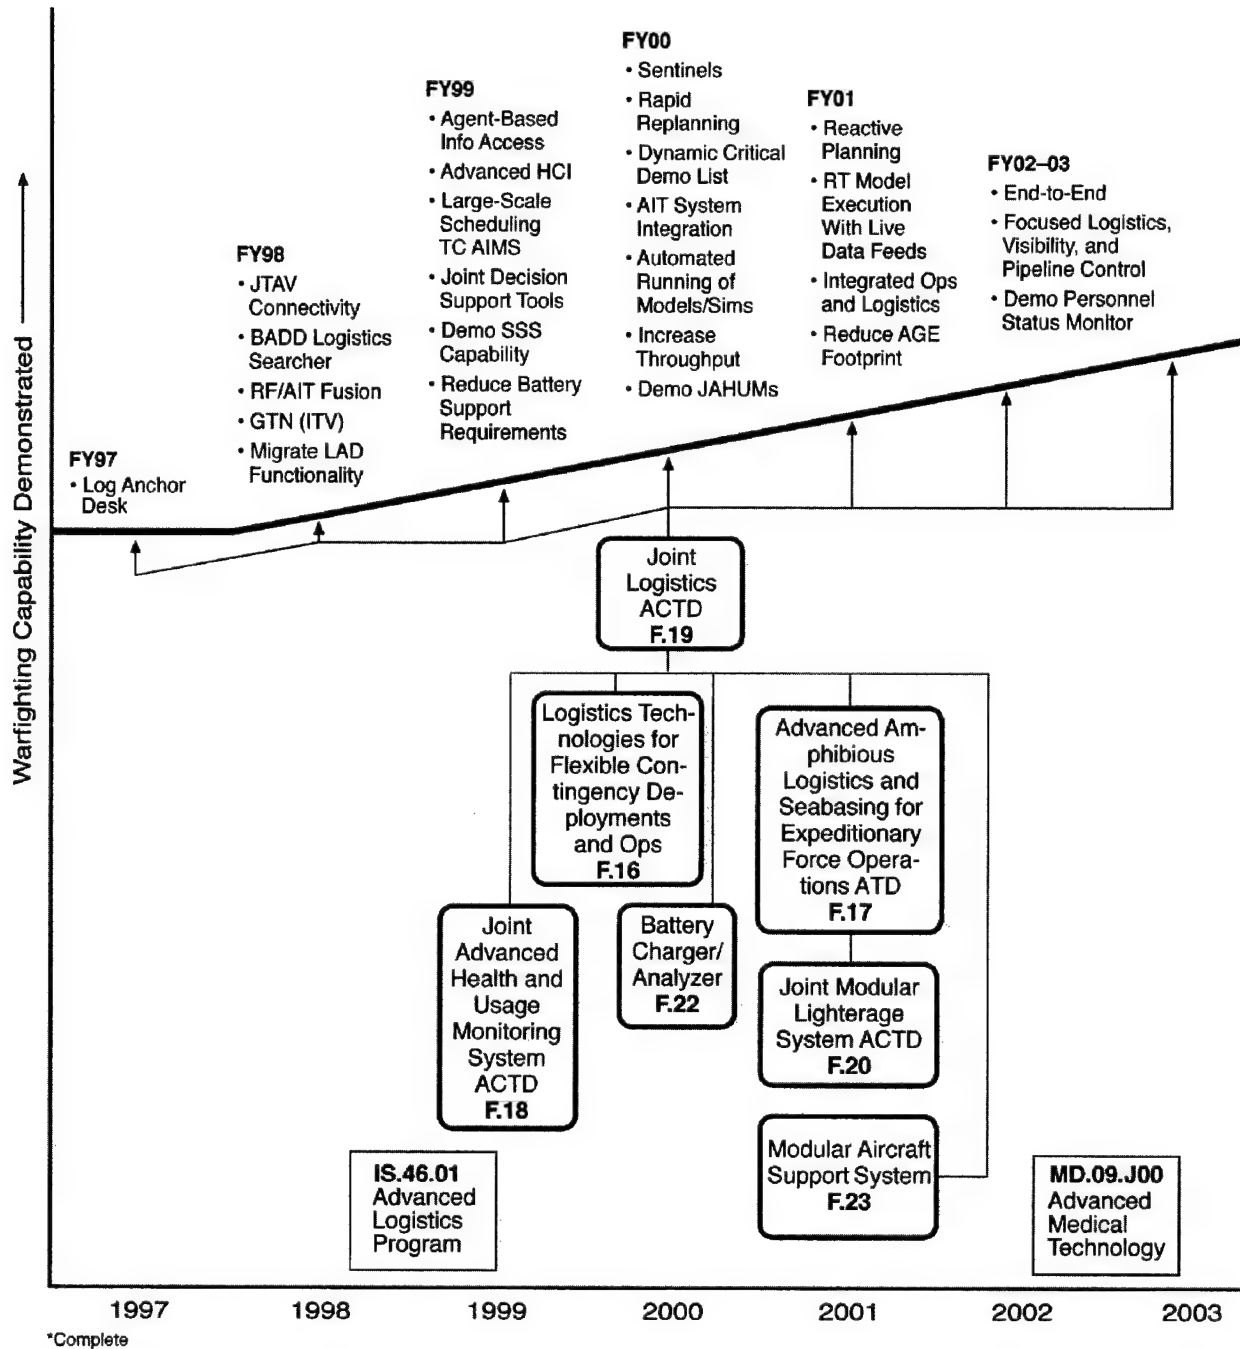 Warfighting Capability Demonstrated
FY97
• Log Anchor
Desk
FY98
• JTAV
Connectivity
• BADD Logistics
Searcher
• RF/AIT Fusion
• GTN (ITV)
• Migrate LAD
Functionality
FY99
• Agent-Based
Info Access
• Advanced HCI
• Large-Scale
Scheduling
TC AIMS
• Joint Decision
Support Tools
• Demo SSS
Capability
• Reduce Battery
Support
Requirements
FY00
• Sentinels
• Rapid
Replanning
• Dynamic Critical
Demo List
• AIT System
Integration
• Automated
Running of
Models/Sims
• Increase
Throughput
• Demo JAHUMs
FY01
• Reactive
Planning
• RT Model
Execution
With Live
Data Feeds
• Integrated Ops
and Logistics
• Reduce AGE
Footprint
FY02–03
• End-to-End
• Focused Logistics,
Visibility, and
Pipeline Control
• Demo Personnel
Status Monitor
Joint
Logistics
ACTD
F.19
Logistics Tech-
nologies for
Flexible Con-
tingency De-
ployments
and Ops
F.16
Advanced Am-
phibious
Logistics and
Seabasing for
Expeditionary
Force Opera-
tions ATD
F.17
Joint
Advanced
Health and
Usage
Monitoring
System
ACTD
F.18
Battery
Charger/
Analyzer
F.22
Joint Modular
Lighterage
System ACTD
F.20
Modular Aircraft
Support System
F.23
IS.46.01
Advanced
Logistics
Program
MD.09.J00
Advanced
Medical
Technology
1997
1998
1999
2000
2001
2002
2003
*Complete